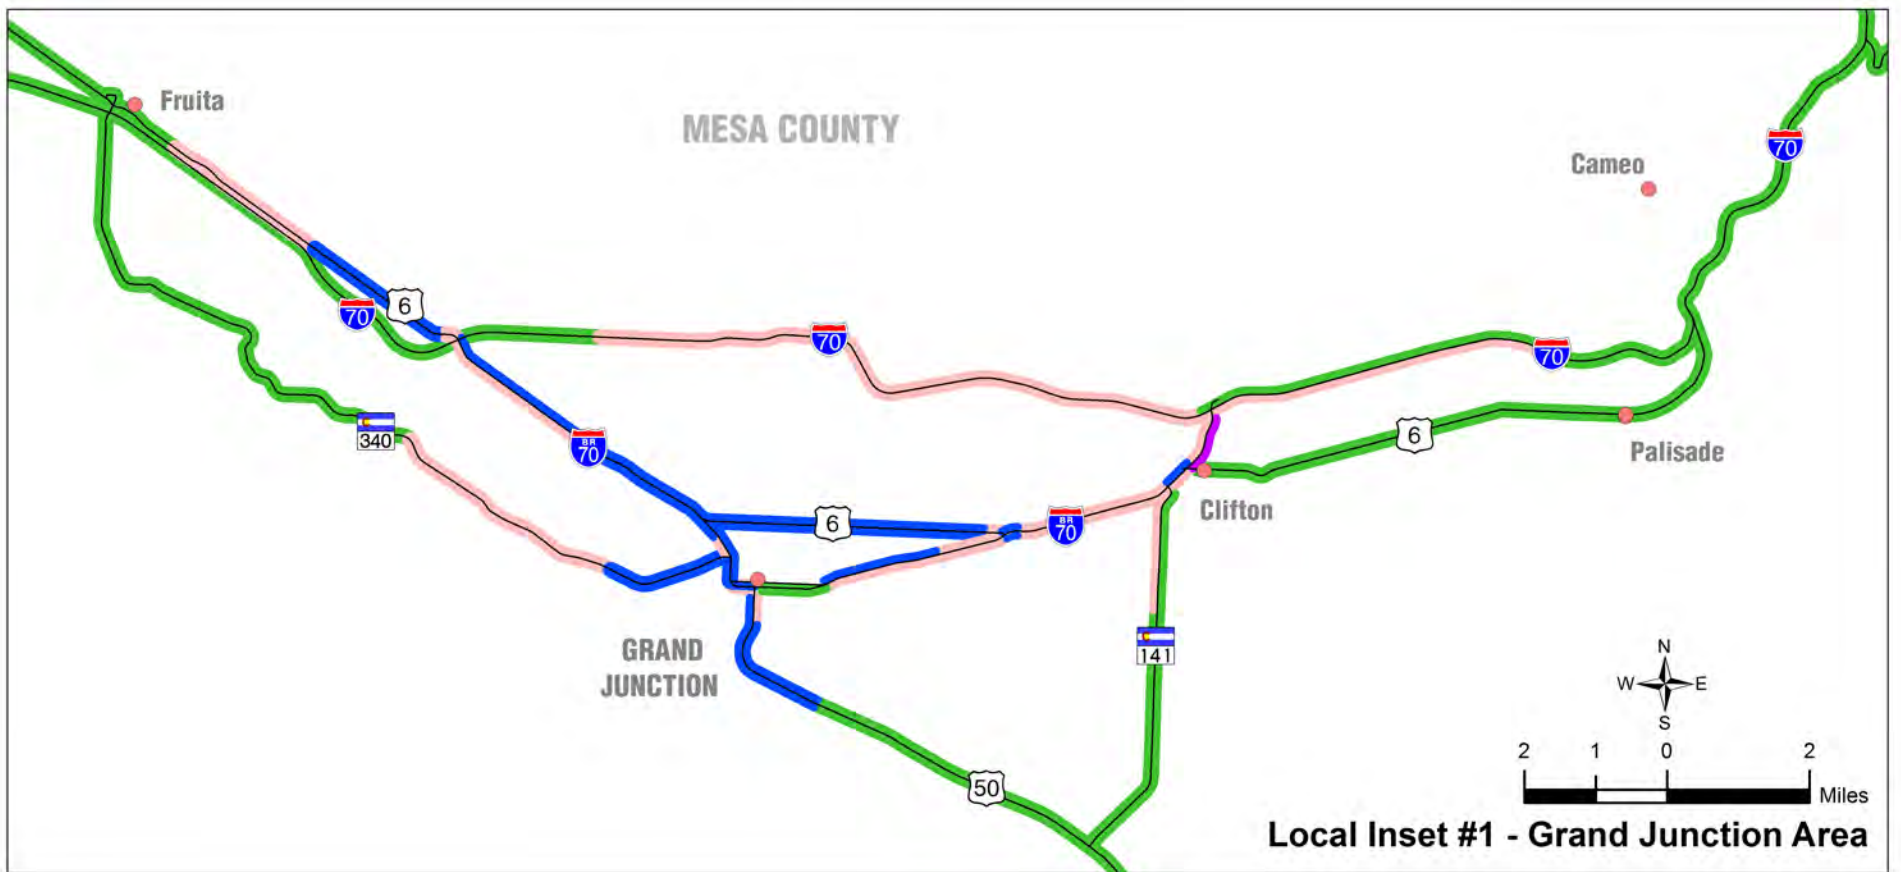 Fruita
MESA COUNTY
70
Cameo
6
70
70
70
340
BR
70
6
Palisade
6
Clifton
BR
70
GRAND
JUNCTION
141
N
W E
S
50
2 1 0 2
Miles
Local Inset #1 - Grand Junction Area